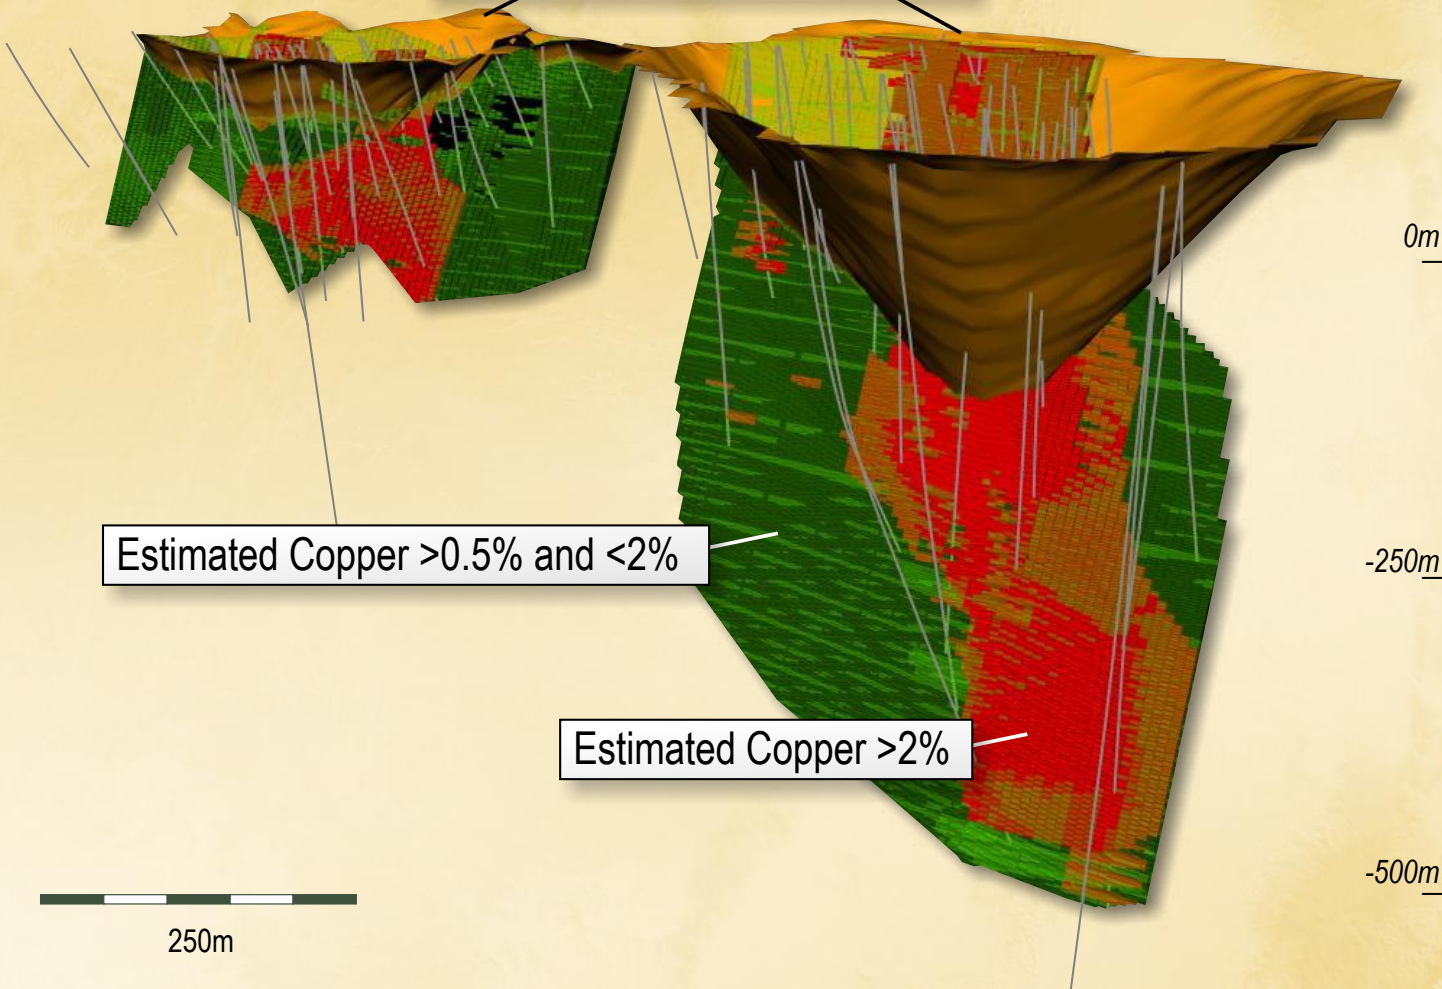 0m
Estimated Copper >0.5% and <2%
-250m
Estimated Copper >2%
-500m
250m